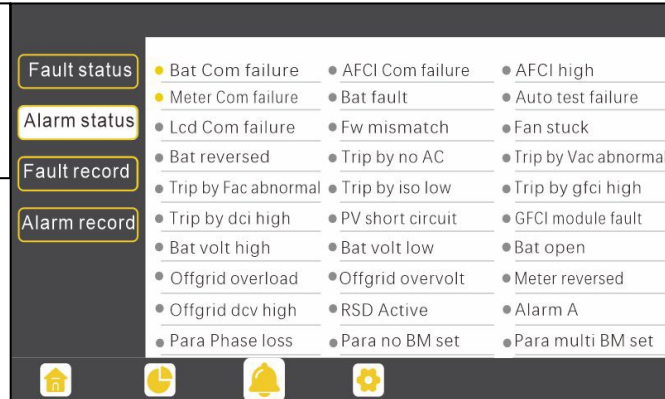 Fault status
Alarm status
Fault record
Alarm record
Bat Com failure AFCI Com failure AFCI high
Meter Com failure Bat fault Auto test failure
Lcd Com failure Fw mismatch Fan stuck
Bat reversed Trip by no AC Trip by Vac abnormal
Trip by Fac abnormal Trip by iso low Trip by gfci high
Trip by dci high PV short circuit GFCI module fault
Bat volt high Bat volt low Bat open
Offgrid overload Offgrid overvolt Meter reversed
Offgrid dcv high RSD Active Alarm A
Para Phase loss Para no BM set Para multi BM set